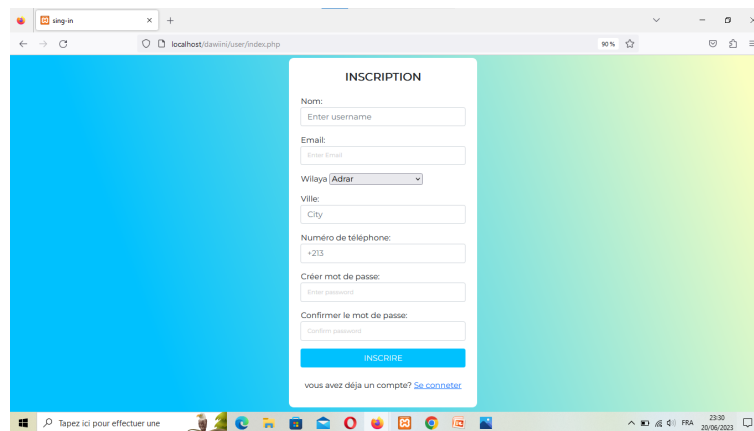 sing-in
localhost/dawiini/user/index.php
90 %
INSCRIPTION
Nom:
Enter username
Email:
Enter Email
Wilaya Adrar
Ville:
City
Numéro de téléphone:
+213
Créer mot de passe:
Enter password
Confirmer le mot de passe:
Confirm password
INSCRIRE
vous avez déja un compte? Se conneter
Tapez ici pour effectuer une
FRA
23:30
20/06/2023